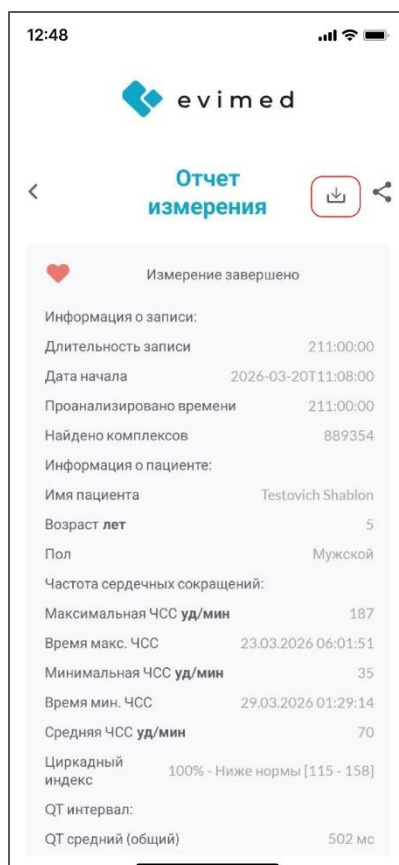 12:48
evimed
Отчет
измерения
Измерение завершено
Информация о записи:
Длительность записи 211:00:00
Дата начала 2026-03-20T11:08:00
Проанализировано времени 211:00:00
Найдено комплексов 889354
Информация о пациенте:
Имя пациента Testovich Shablon
Возраст лет 5
Пол Мужской
Частота сердечных сокращений:
Максимальная ЧСС уд/мин 187
Время макс. ЧСС 23.03.2026 06:01:51
Минимальная ЧСС уд/мин 35
Время мин. ЧСС 29.03.2026 01:29:14
Средняя ЧСС уд/мин 70
Циркадный
индекс 100% - Ниже нормы [115 - 158]
QT интервал:
QT средний (общий) 502 мс